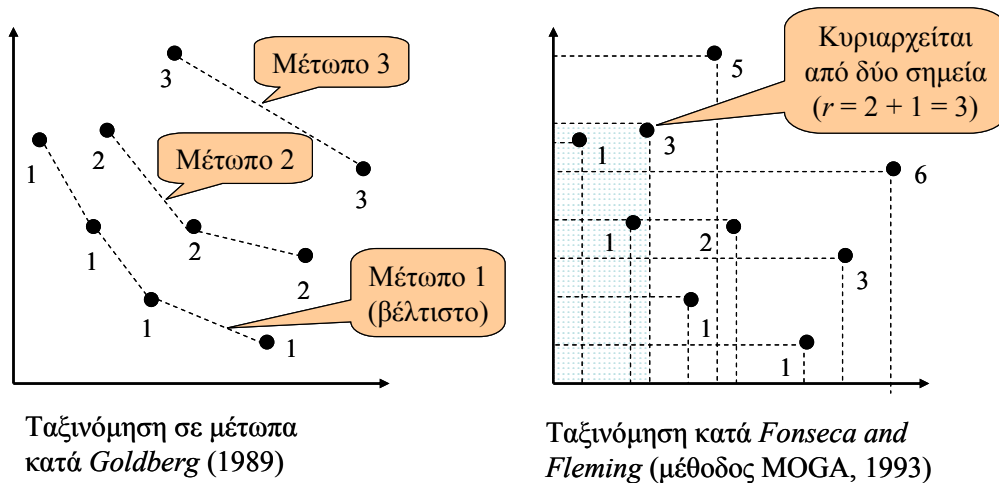 3
Μέτωπο 3
1
2
Μέτωπο 2
3
1
2
2
Μέτωπο 1
(βέλτιστο)
1
1
Ταξινόμηση σε μέτωπα
κατά Goldberg (1989)
5
Κυριαρχείται
από δύο σημεία
(r = 2 + 1 = 3)
1
3
6
1
2
3
1
1
Ταξινόμηση κατά Fonseca and
Fleming (μέθοδος MOGA, 1993)